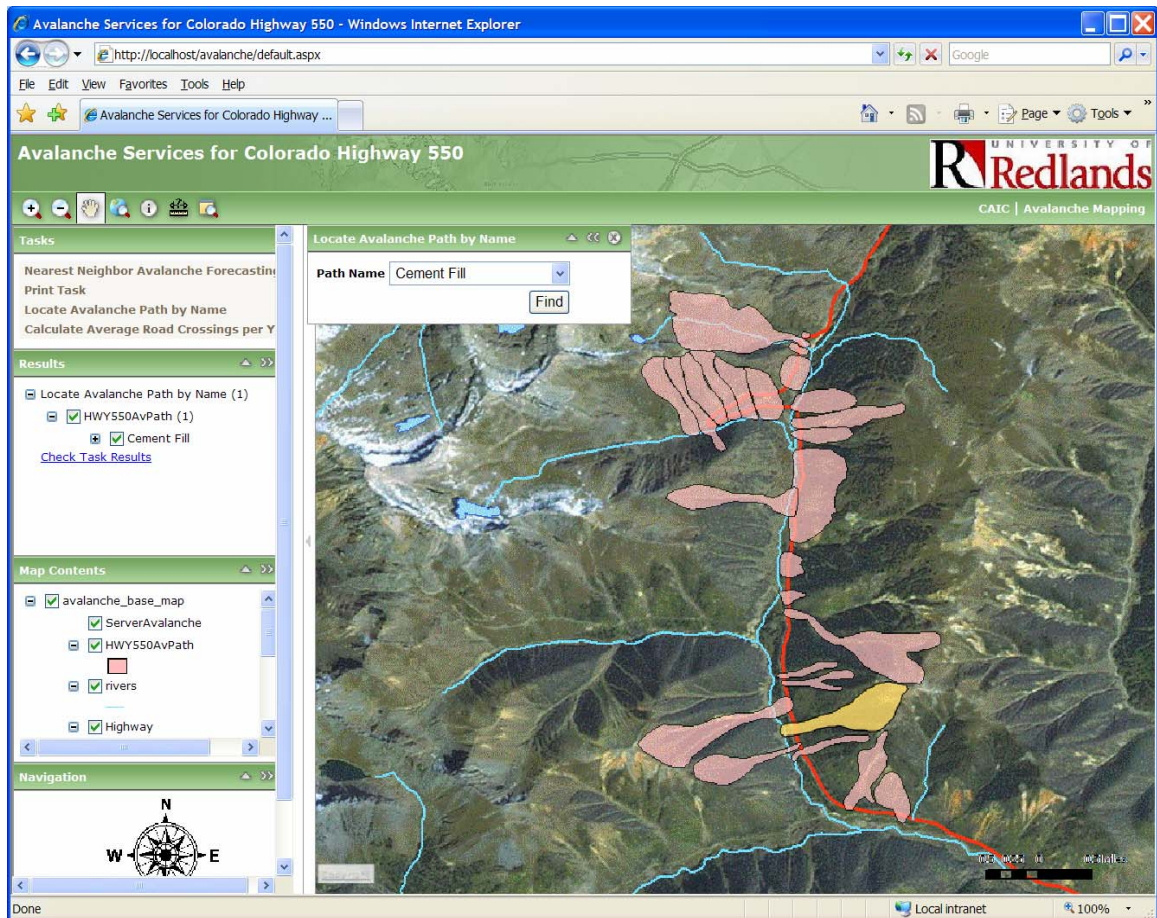 Avalanche Services for Colorado Highway 550 - Windows Internet Explorer
http://localhost/avalanche/default.aspx
Google
File Edit View Favorites Tools Help
Avalanche Services for Colorado Highway ...
Page Tools
Avalanche Services for Colorado Highway 550
UNIVERSITY OF
R Redlands
CAIC | Avalanche Mapping
Tasks
Nearest Neighbor Avalanche Forecasting
Print Task
Locate Avalanche Path by Name
Calculate Average Road Crossings per Y
Locate Avalanche Path by Name
Path Name Cement Fill
Find
Results
Locate Avalanche Path by Name (1)
HWY550AvPath (1)
Cement Fill
Check Task Results
Map Contents
avalanche_base_map
ServerAvalanche
HWY550AvPath
rivers
Highway
Navigation
N
W E
Done
Local intranet
100%